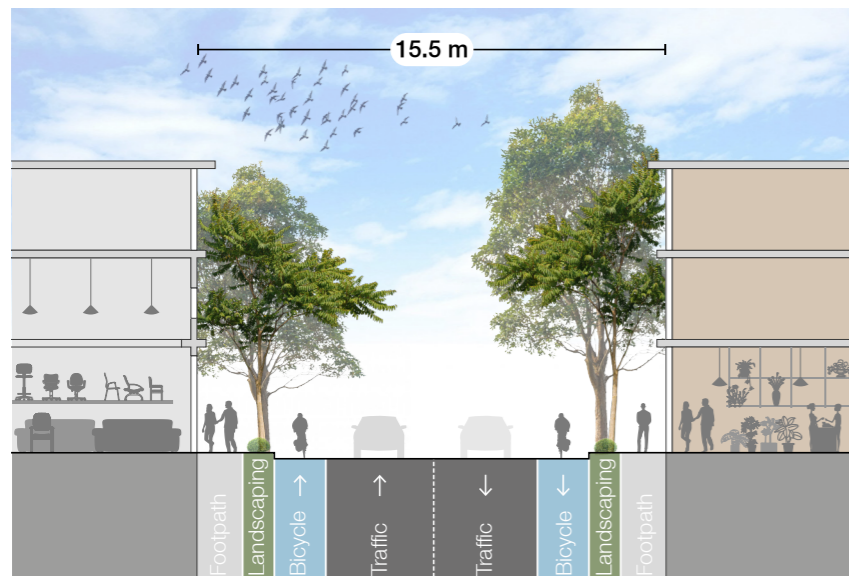 15.5 m
Footpath
Landscaping
Bicycle
Traffic
Traffic
Bicycle
Landscaping
Footpath